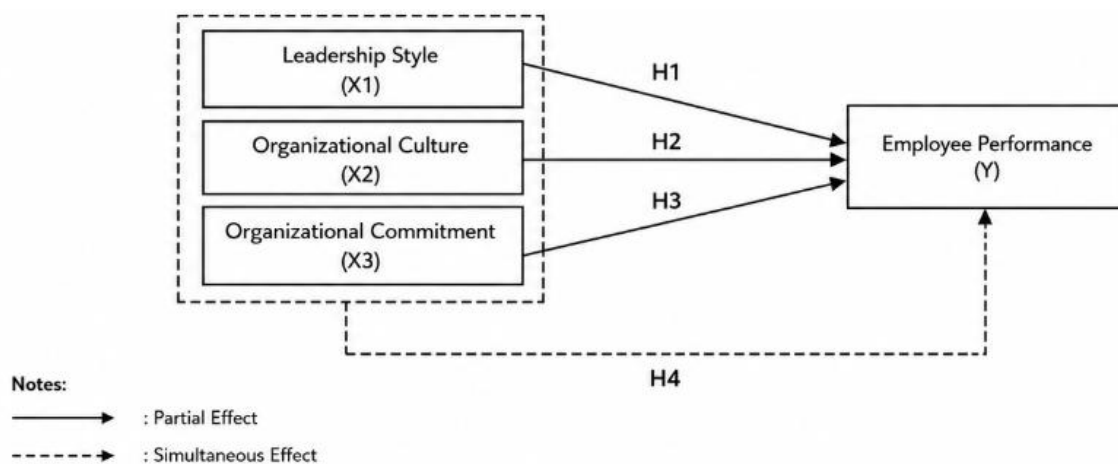 Leadership Style
(X1)
H1
Organizational Culture
(X2)
H2
Employee Performance
(Y)
Organizational Commitment
(X3)
H3
H4
Notes:
: Partial Effect
: Simultaneous Effect